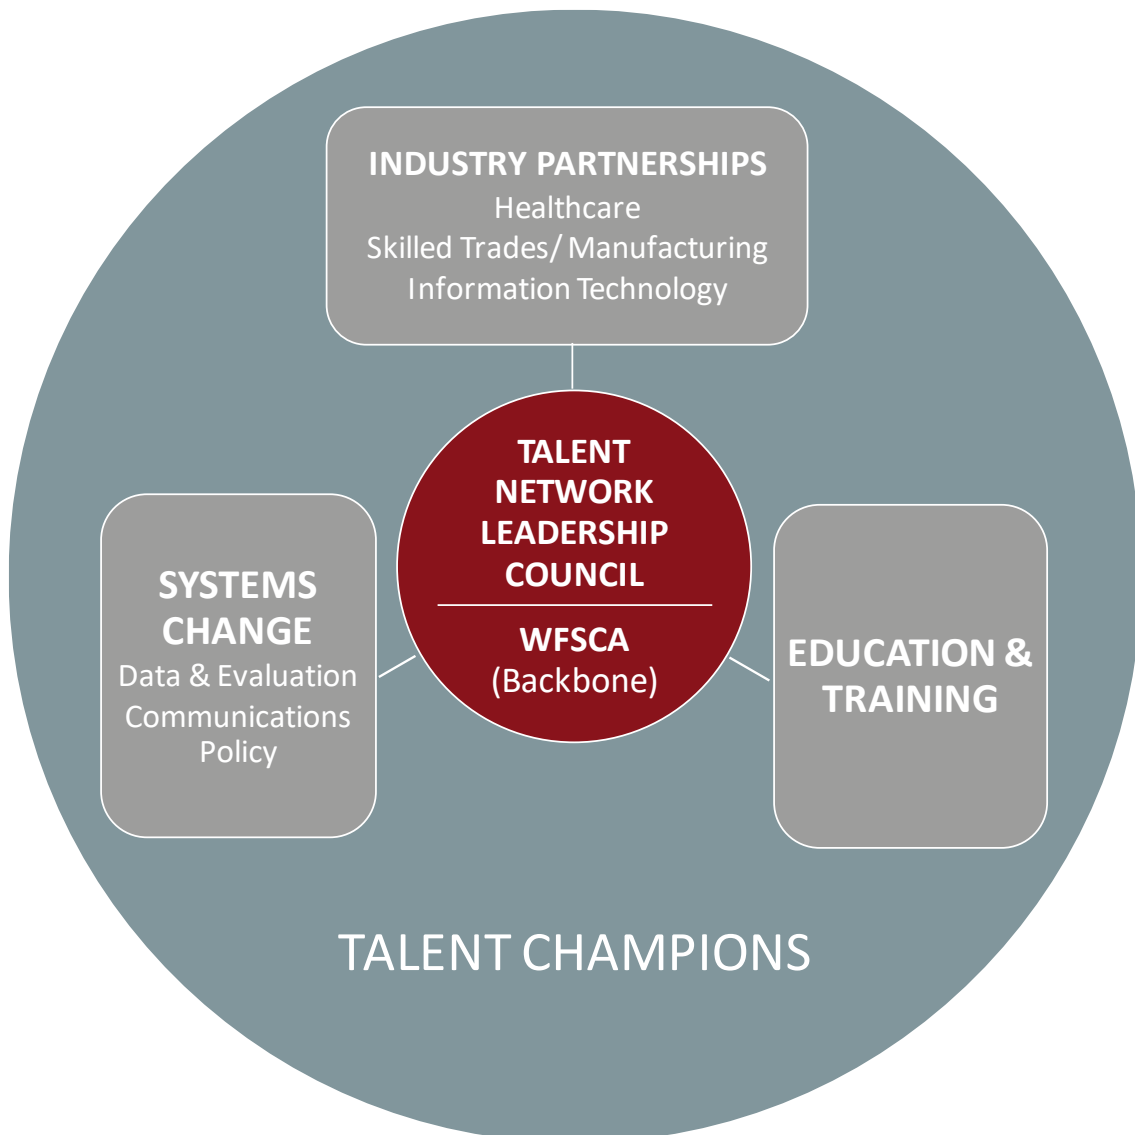 INDUSTRY PARTNERSHIPS
Healthcare
Skilled Trades/ Manufacturing
Information Technology
TALENT
NETWORK
LEADERSHIP
COUNCIL
WFSCA
(Backbone)
SYSTEMS
CHANGE
Data & Evaluation
Communications
Policy
EDUCATION &
TRAINING
TALENT CHAMPIONS